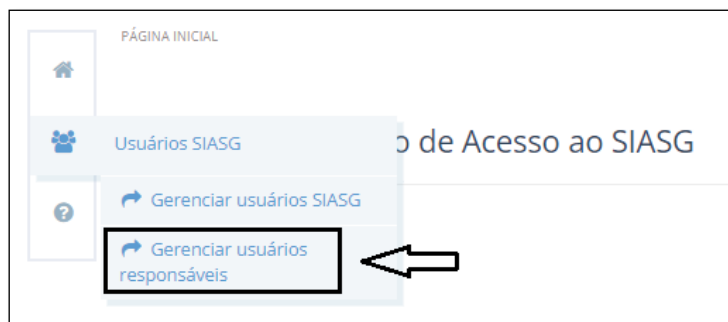 PÁGINA INICIAL
Usuários SIASG
o de Acesso ao SIASG
Gerenciar usuários SIASG
Gerenciar usuários
responsáveis